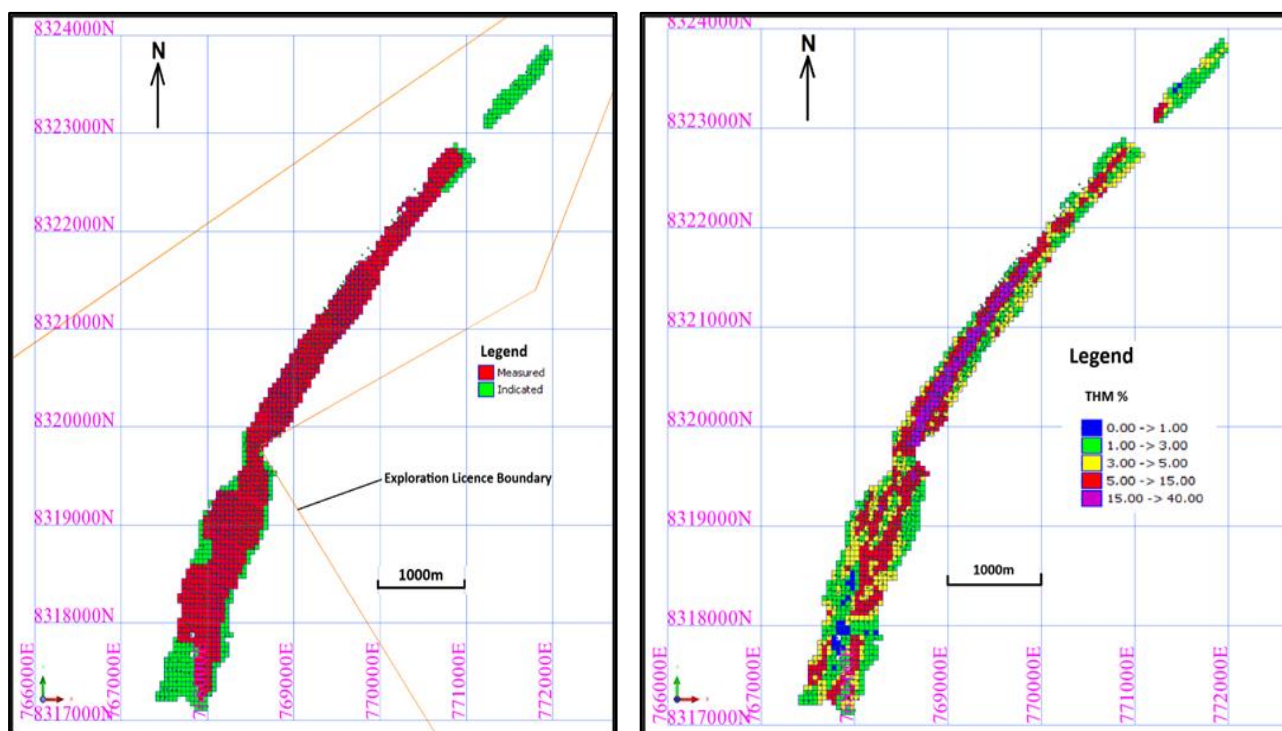 8324000N
N
8323000N
8322000N
8321000N
Legend
Measured
Indicated
8320000N
Exploration Licence Boundary
8319000N
1000m
8318000N
8317000N
766000E
767000E
769000E
770000E
771000E
772000E
8324000N
N
8323000N
8322000N
8321000N
Legend
THM %
0.00 -> 1.00
1.00 -> 3.00
3.00 -> 5.00
5.00 -> 15.00
15.00 -> 40.00
8320000N
8319000N
1000m
8318000N
8317000N
766000E
767000E
769000E
770000E
771000E
772000E